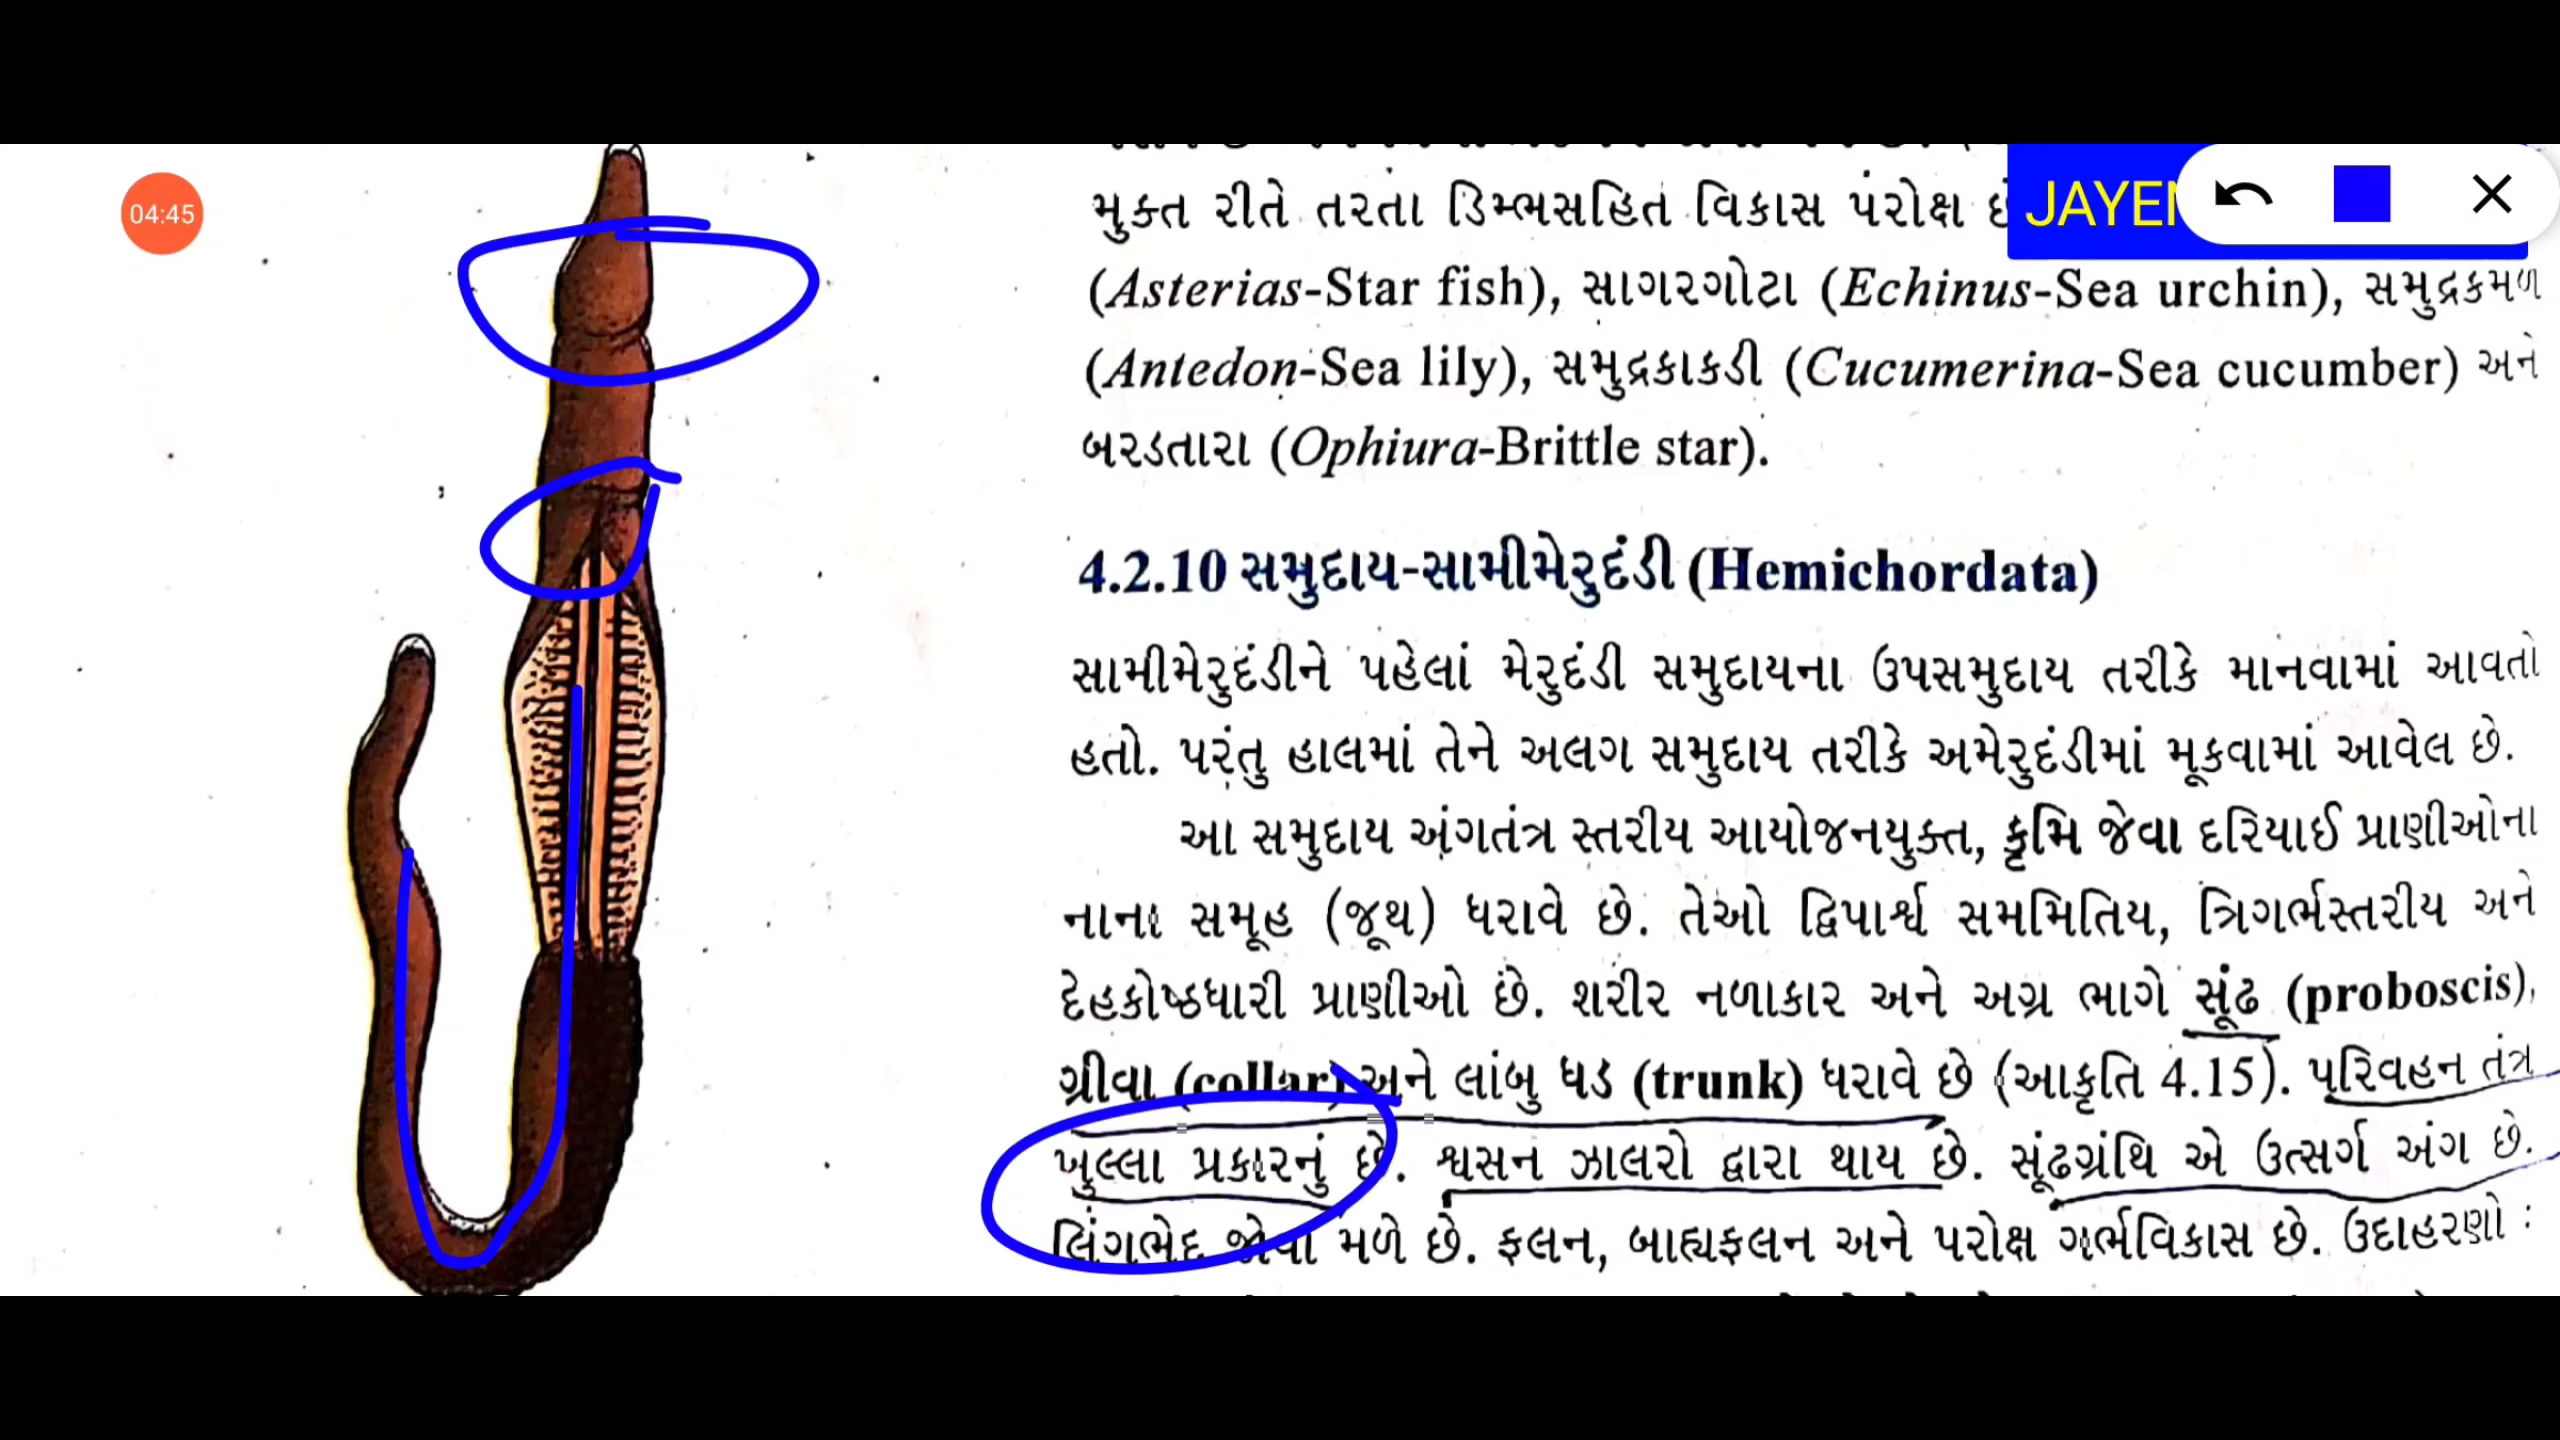 04:45
મુક્ત રીતે તરતા ડિમ્ભસહિત વિકાસ પરોક્ષ
JAYEN
(Asterias-Star fish), સાગરગોટા (Echinus-Sea urchin), સમુદ્રકમળ
(Antedon-Sea lily), સમુદ્રકાકડી (Cucumerina-Sea cucumber) અને
બરડતારા (Ophiura-Brittle star).
4.2.10 સમુદાય-સામીમેરુદંડી (Hemichordata)
સામીમેરુદંડીને પહેલાં મેરુદંડી સમુદાયના ઉપસમુદાય તરીકે માનવામાં આવતો
હતો. પરંતુ હાલમાં તેને અલગ સમુદાય તરીકે અમેરુદંડીમાં મૂકવામાં આવેલ છે.
આ સમુદાય અંગતંત્ર સ્તરીય આયોજનયુક્ત, કૃમિ જેવા દરિયાઈ પ્રાણીઓના
નાના સમૂહ (જૂથ) ધરાવે છે. તેઓ દ્વિપાર્શ્વ સમમિતિય, ત્રિગર્ભસ્તરીય અને
દેહકોષ્ઠધારી પ્રાણીઓ છે. શરીર નળાકાર અને અગ્ર ભાગે સૂંઢ (proboscis),
ગ્રીવા (collar) અને લાંબુ ધડ (trunk) ધરાવે છે (આકૃતિ 4.15). પરિવહન તંત્ર
ખુલ્લા પ્રકારનું છે. શ્વસન ઝાલરો દ્વારા થાય છે. સૂંઢગ્રંથિ એ ઉત્સર્ગ અંગ છે.
લિંગભેદ જોવા મળે છે. ફલન, બાહ્યફલન અને પરોક્ષ ગર્ભવિકાસ છે. ઉદાહરણો :